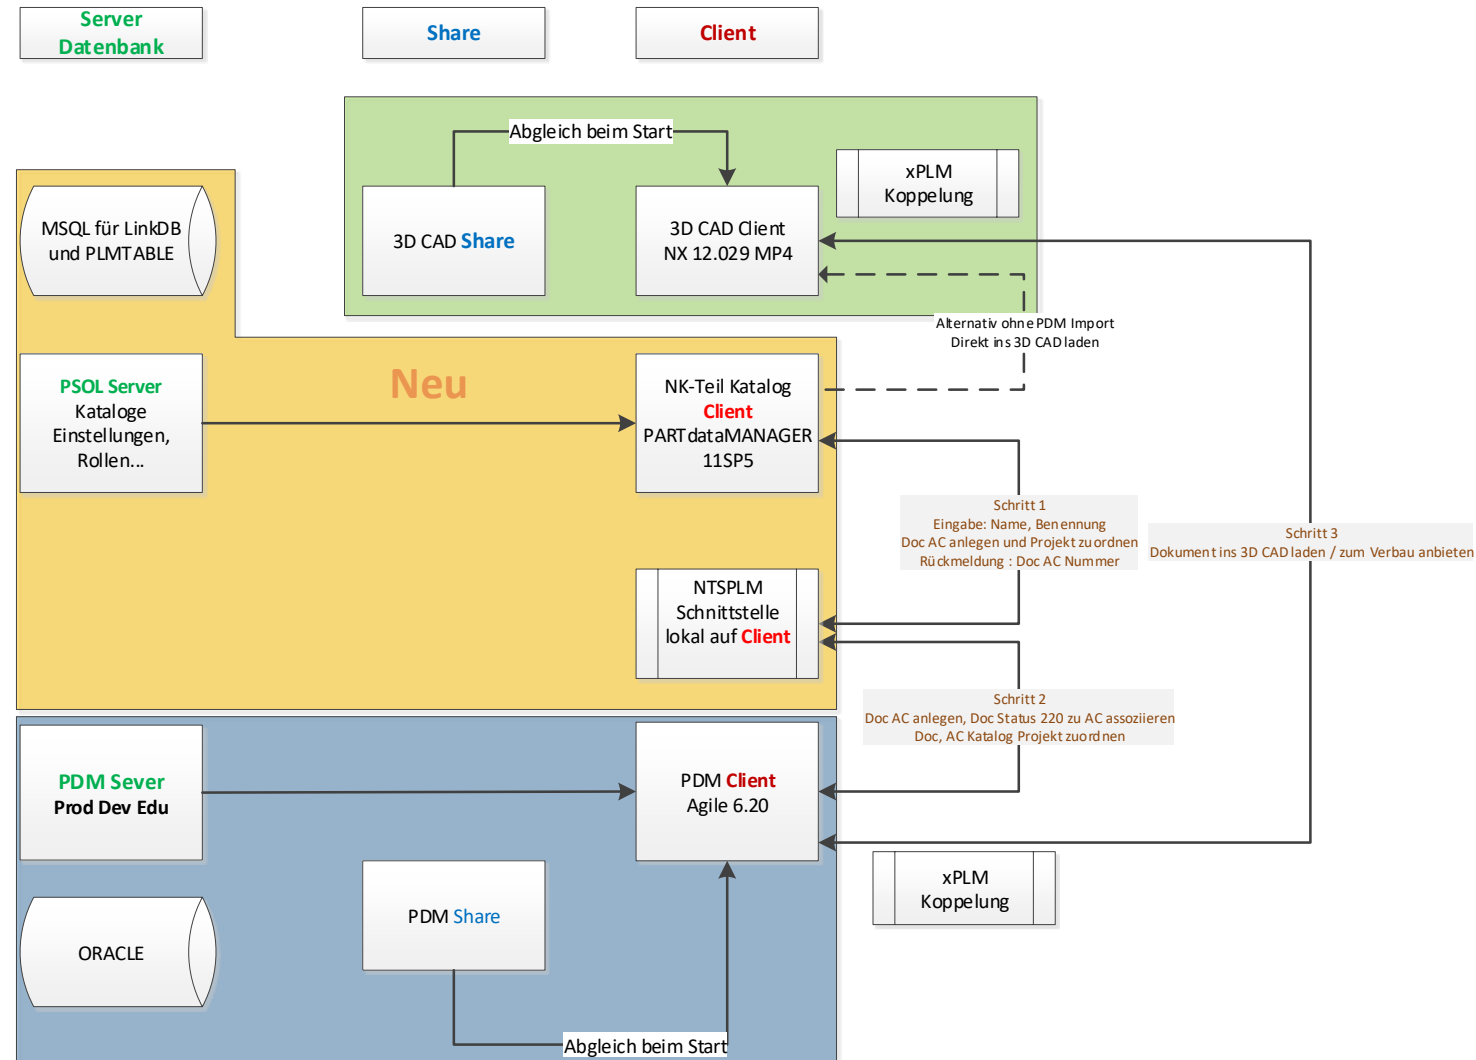 Server
Datenbank
Share
Client
Abgleich beim Start
xPLM
Koppelung
MSQL für LinkDB
und PLMTABLE
3D CAD Share
3D CAD Client
NX 12.029 MP4
Alternativ ohne PDM Import
Direkt ins 3D CAD laden
PSOL Server
Kataloge
Einstellungen,
Rollen...
Neu
NK-Teil Katalog
Client
PARTdataMANAGER
11SP5
Schritt 1
Eingabe: Name, Benennung
Doc AC anlegen und Projekt zuordnen
Rückmeldung : Doc AC Nummer
Schritt 3
Dokument ins 3D CAD laden / zum Verbau anbieten
NTSPLM
Schnittstelle
lokal auf Client
Schritt 2
Doc AC anlegen, Doc Status 220 zu AC assoziieren
Doc, AC Katalog Projekt zuordnen
PDM Sever
Prod Dev Edu
PDM Client
Agile 6.20
xPLM
Koppelung
PDM Share
ORACLE
Abgleich beim Start